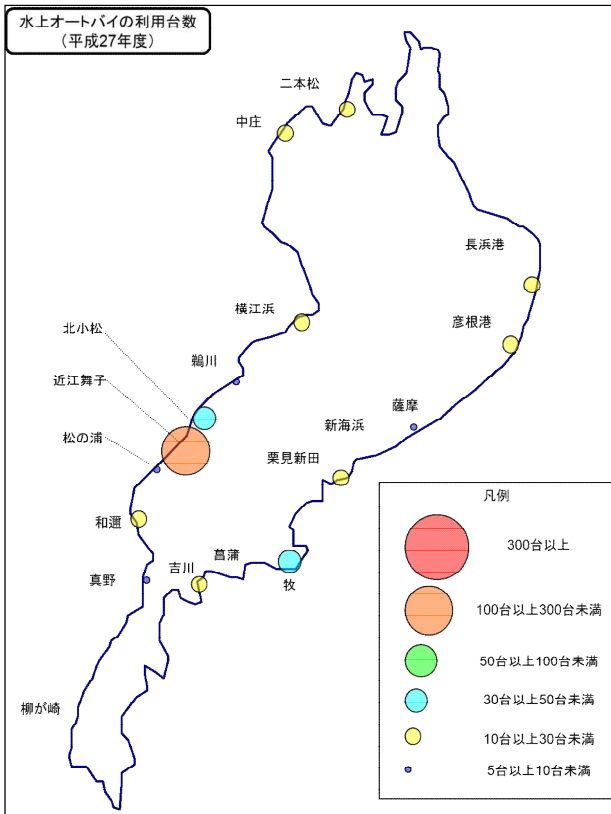 水上オートバイの利用台数
(平成27年度)
二本松
中庄
長浜港
横江浜
彦根港
北小松
鵜川
近江舞子
薩摩
新海浜
松の浦
栗見新田
凡例
和邇
300台以上
菖蒲
吉川
真野
牧
100台以上300台未満
50台以上100台未満
柳が崎
30台以上50台未満
10台以上30台未満
5台以上10台未満